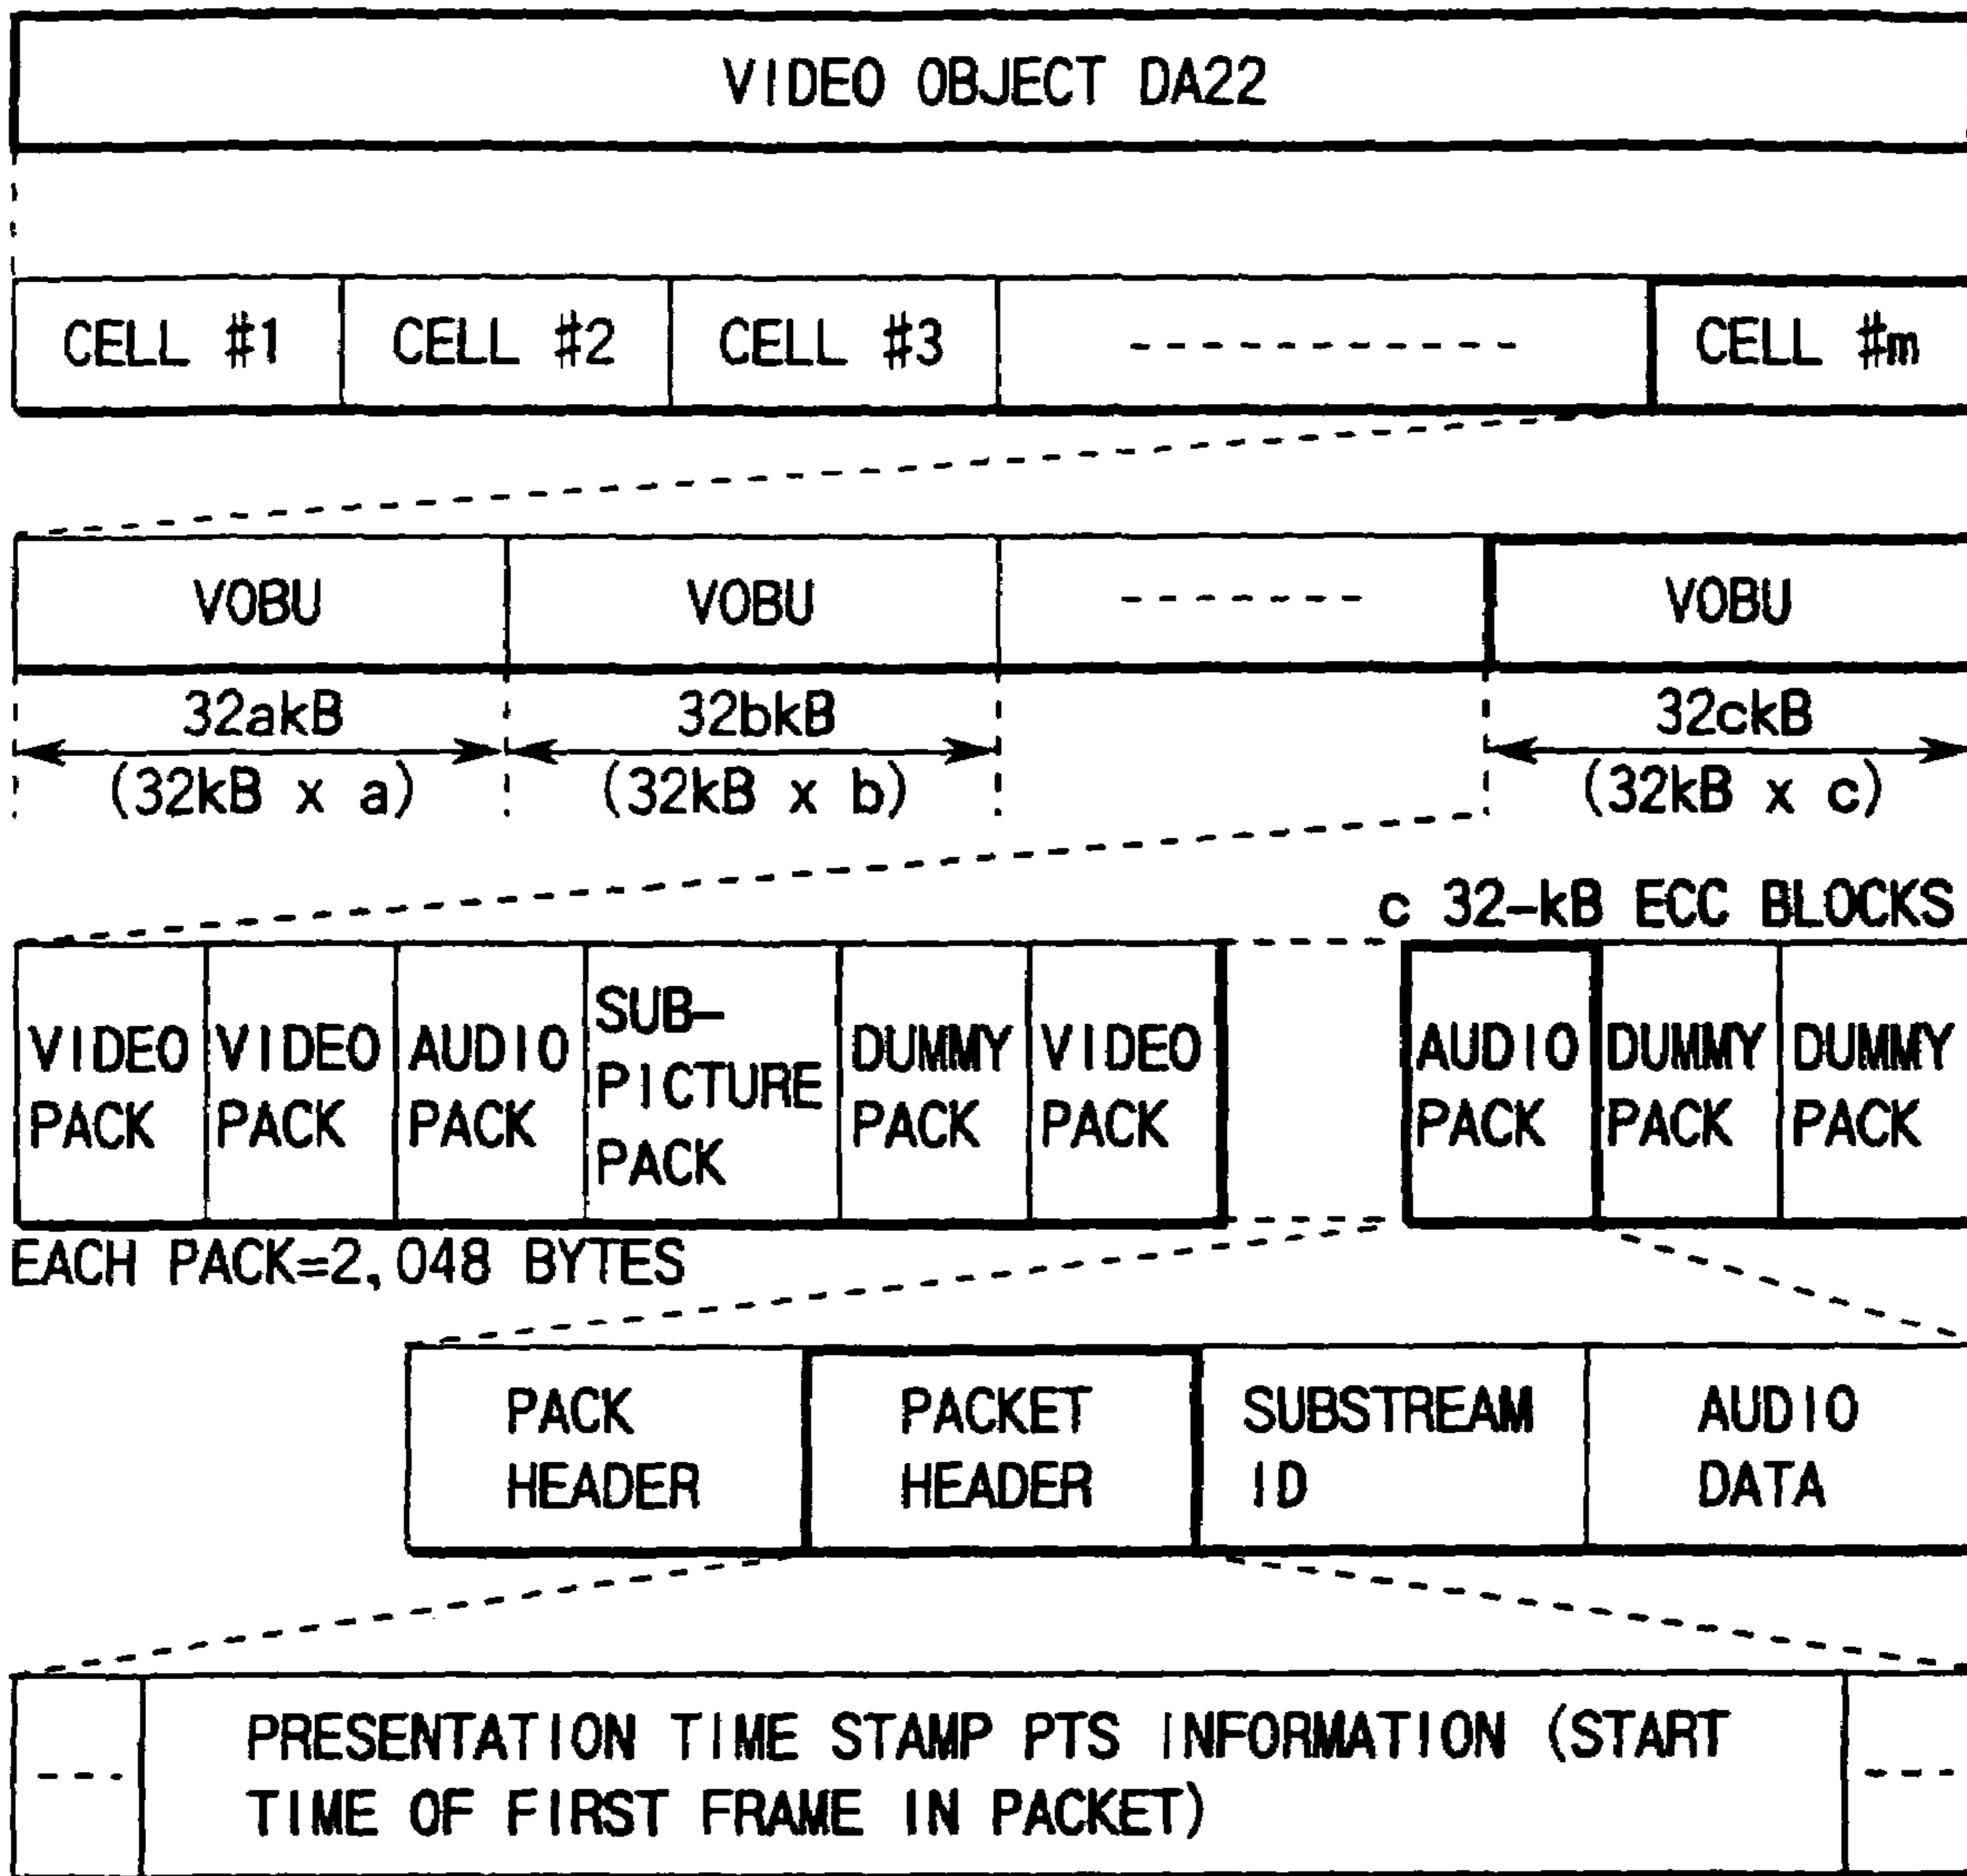 VIDEO OBJECT DA22
CELL #1
CELL #2
CELL #3
CELL #m
VOBU
VOBU
VOBU
32akB
(32kB x a)
32bkB
(32kB x b)
32ckB
(32kB x c)
c 32-kB ECC BLOCKS
VIDEO
PACK
VIDEO
PACK
AUDIO
PACK
SUB-
PICTURE
PACK
DUMMY
PACK
VIDEO
PACK
AUDIO
PACK
DUMMY
PACK
DUMMY
PACK
EACH PACK=2,048 BYTES
PACK
HEADER
PACKET
HEADER
SUBSTREAM
ID
AUDIO
DATA
PRESENTATION TIME STAMP PTS INFORMATION (START
TIME OF FIRST FRAME IN PACKET)